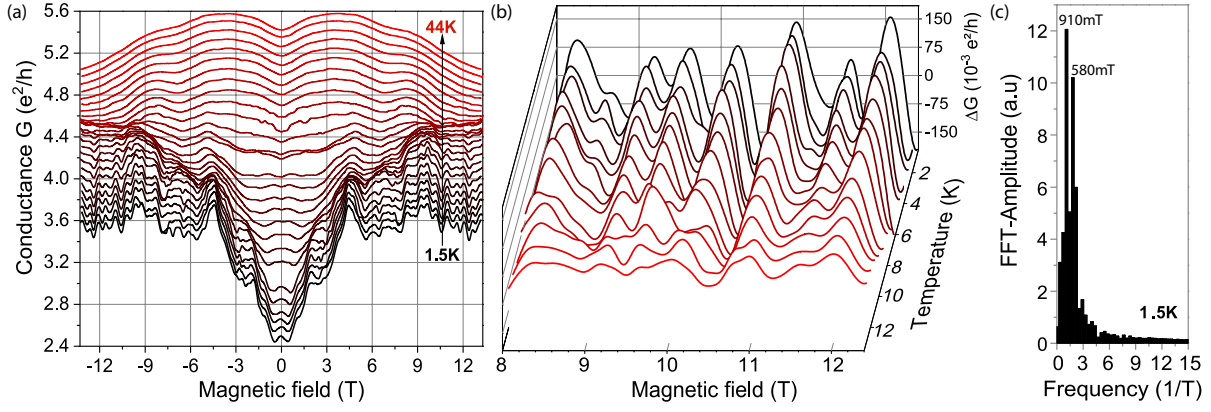 (a)
5.6
5.2
4.8
4.4
4.0
3.6
3.2
2.8
2.4
Conductance G (e²/h)
44K
1.5K
-12 -9 -6 -3 0 3 6 9 12
Magnetic field (T)
(b)
150
75
0
-75
-150
ΔG (10⁻³ e²/h)
2
4
6
8
10
12
Temperature (K)
8 9 10 11 12
Magnetic field (T)
(c)
910mT
580mT
12
10
8
6
4
2
0
FFT-Amplitude (a.u)
1.5K
0 3 6 9 12 15
Frequency (1/T)